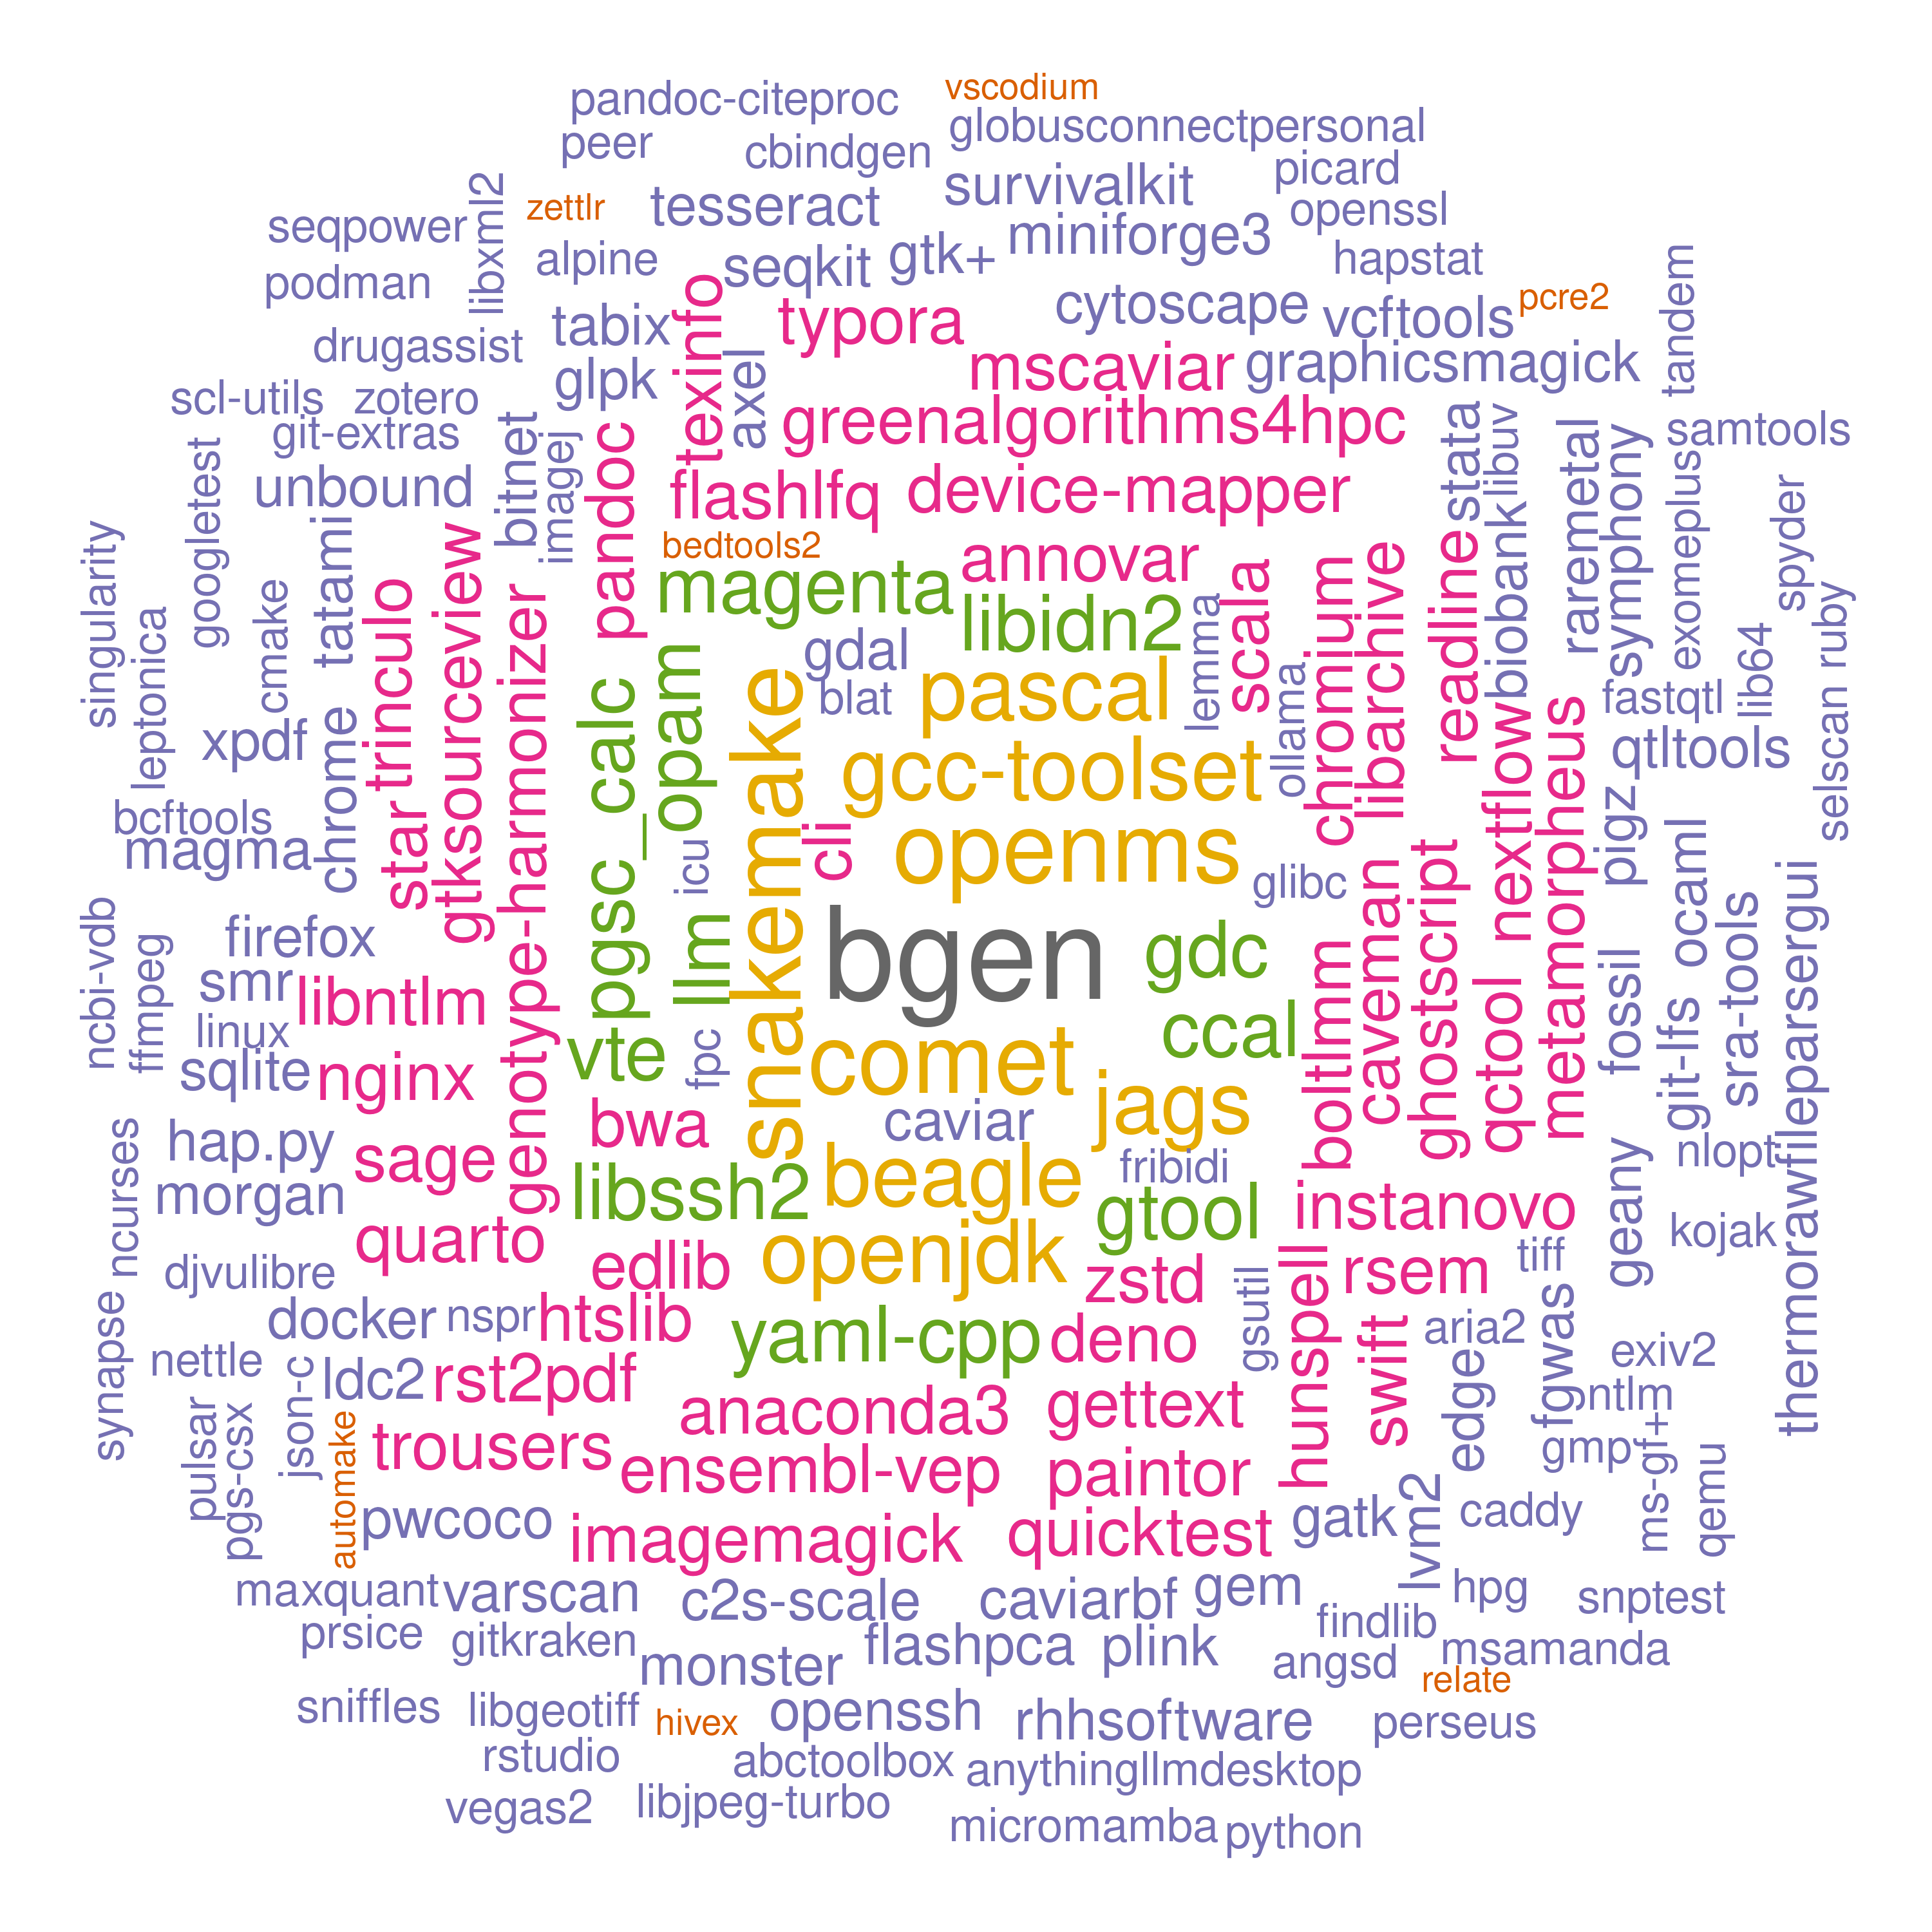 pandoc-citeproc
vscodium
globusconnectpersonal
peer
cbindgen
picard
survivalkit
libxml2
zettlr
tesseract
openssl
seqpower
miniforge3
gtk+
alpine
seqkit
hapstat
podman
tandem
texinfo
typora
cytoscape
vcftools
pcre2
tabix
drugassist
axel
mscaviar
graphicsmagick
glpk
scl-utils
zotero
greenalgorithms4hpc
git-extras
bitnet
imagej
pandoc
stata
libuv
raremetal
symphony
samtools
googletest
unbound
flashlfq
device-mapper
exomeplus
spyder
singularity
tatami
gtksourceview
bedtools2
annovar
magenta
libidn2
scala
chromium
libarchive
readline
biobank
leptonica
cmake
trinculo
genotype-harmonizer
gdal
lemma
ruby
lib64
pgsc_calc
opam
snakemake
blat
pascal
ollama
fastqtl
xpdf
chrome
gcc-toolset
nextflow
metamorpheus
qtltools
selscan
bcftools
magma
star
cli
openms
pigz
ocaml
icu
glibc
caveman
ghostscript
thermorawfileparsergui
ncbi-vdb
ffmpeg
firefox
llm
bgen
gdc
boltlmm
qctool
fossil
git-lfs
sra-tools
smr
libntlm
linux
vte
fpc
comet
ccal
sqlite
nginx
jags
ncurses
hap.py
bwa
caviar
geany
nlopt
sage
beagle
fribidi
morgan
libssh2
gtool
instanovo
quarto
kojak
djvulibre
edlib
openjdk
zstd
gsutil
hunspell
rsem
tiff
synapse
docker
nspr
htslib
yaml-cpp
deno
swift
aria2
fgwas
exiv2
nettle
json-c
ldc2
rst2pdf
edge
ntlm
pulsar
pgs-csx
automake
anaconda3
gettext
trousers
ensembl-vep
paintor
gmp
ms-gf+
qemu
pwcoco
imagemagick
quicktest
gatk
lvm2
caddy
maxquant
varscan
c2s-scale
caviarbf
gem
hpg
snptest
prsice
gitkraken
flashpca
plink
findlib
msamanda
monster
angsd
relate
sniffles
libgeotiff
hivex
openssh
rhhsoftware
perseus
rstudio
abctoolbox
anythingllmdesktop
vegas2
libjpeg-turbo
micromamba
python